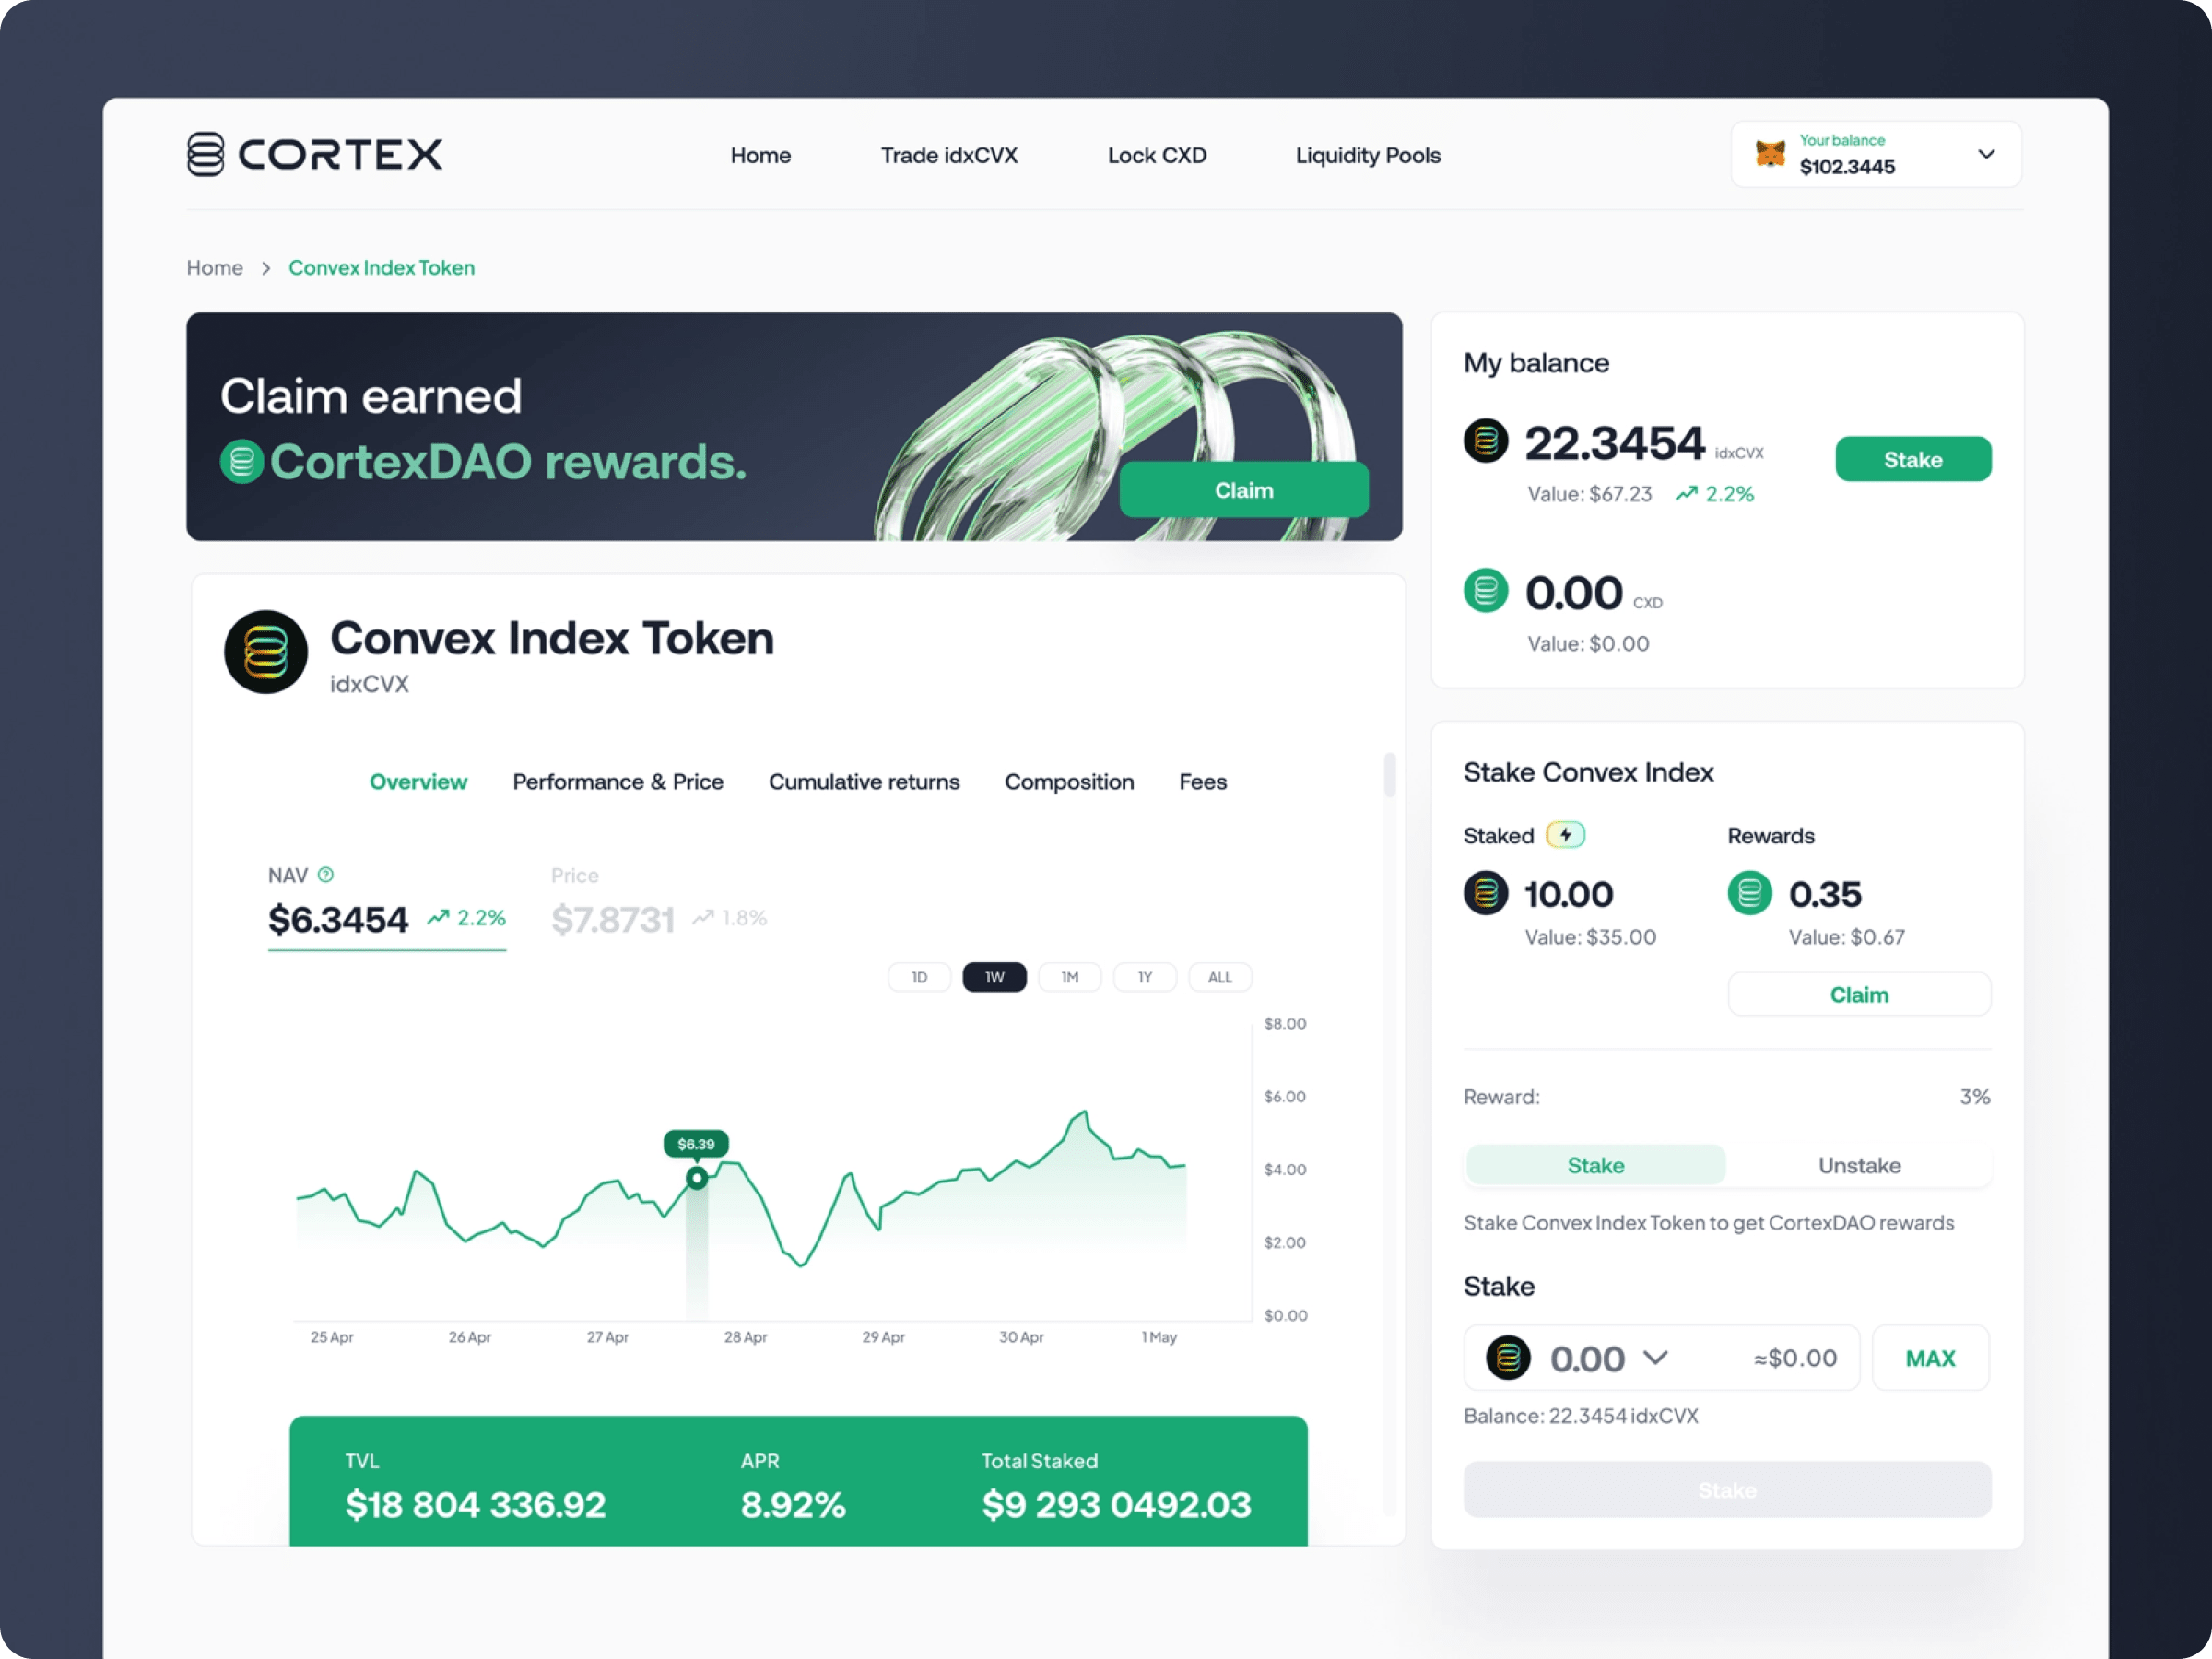 CORTEX
Home
Trade idxCVX
Lock CXD
Liquidity Pools
Your balance
$102.3445
Home > Convex Index Token
Claim earned
CortexDAO rewards.
Claim
Convex Index Token
idxCVX
Overview
Performance & Price
Cumulative returns
Composition
Fees
NAV ?
$6.3454 2.2%
Price
$7.8731 1.8%
1D
1W
1M
1Y
ALL
$8.00
$6.00
$4.00
$2.00
$0.00
$6.39
25 Apr
26 Apr
27 Apr
28 Apr
29 Apr
30 Apr
1 May
TVL
$18 804 336.92
APR
8.92%
Total Staked
$9 293 0492.03
My balance
22.3454 idxCVX
Value: $67.23 2.2%
Stake
0.00 CXD
Value: $0.00
Stake Convex Index
Staked
10.00
Value: $35.00
Rewards
0.35
Value: $0.67
Claim
Reward: 3%
Stake
Unstake
Stake Convex Index Token to get CortexDAO rewards
Stake
0.00
≈$0.00
MAX
Balance: 22.3454 idxCVX
Stake